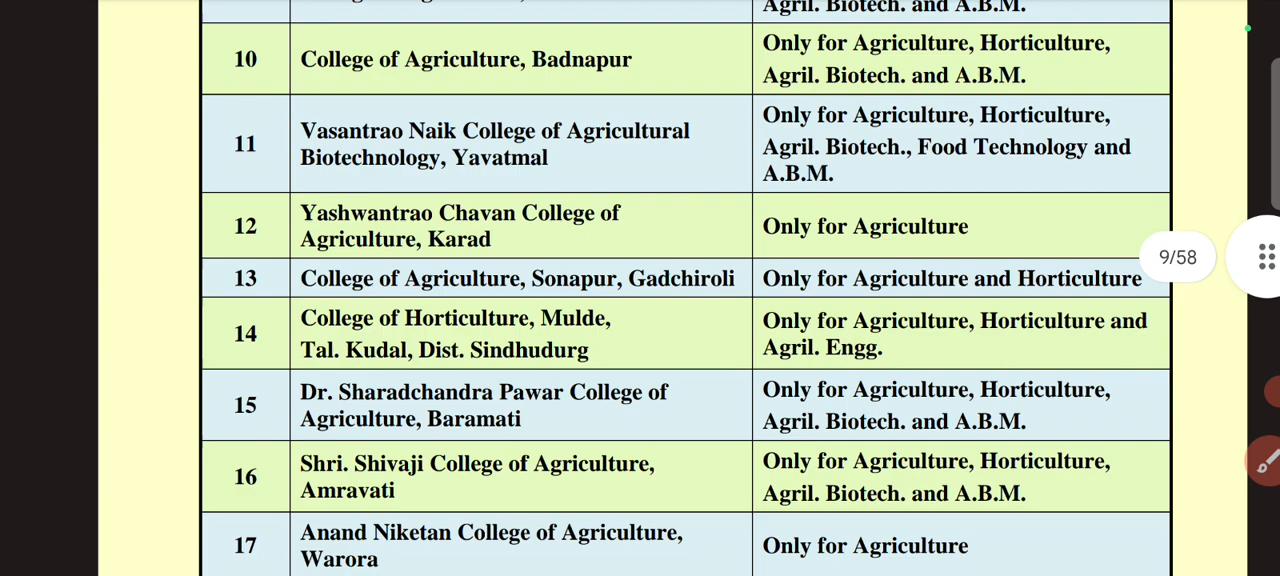 Agril. Biotech. and A.B.M.
10
College of Agriculture, Badnapur
Only for Agriculture, Horticulture,
Agril. Biotech. and A.B.M.
11
Vasantrao Naik College of Agricultural
Biotechnology, Yavatmal
Only for Agriculture, Horticulture,
Agril. Biotech., Food Technology and
A.B.M.
12
Yashwantrao Chavan College of
Agriculture, Karad
Only for Agriculture
13
College of Agriculture, Sonapur, Gadchiroli
Only for Agriculture and Horticulture
9/58
14
College of Horticulture, Mulde,
Tal. Kudal, Dist. Sindhudurg
Only for Agriculture, Horticulture and
Agril. Engg.
15
Dr. Sharadchandra Pawar College of
Agriculture, Baramati
Only for Agriculture, Horticulture,
Agril. Biotech. and A.B.M.
16
Shri. Shivaji College of Agriculture,
Amravati
Only for Agriculture, Horticulture,
Agril. Biotech. and A.B.M.
17
Anand Niketan College of Agriculture,
Warora
Only for Agriculture